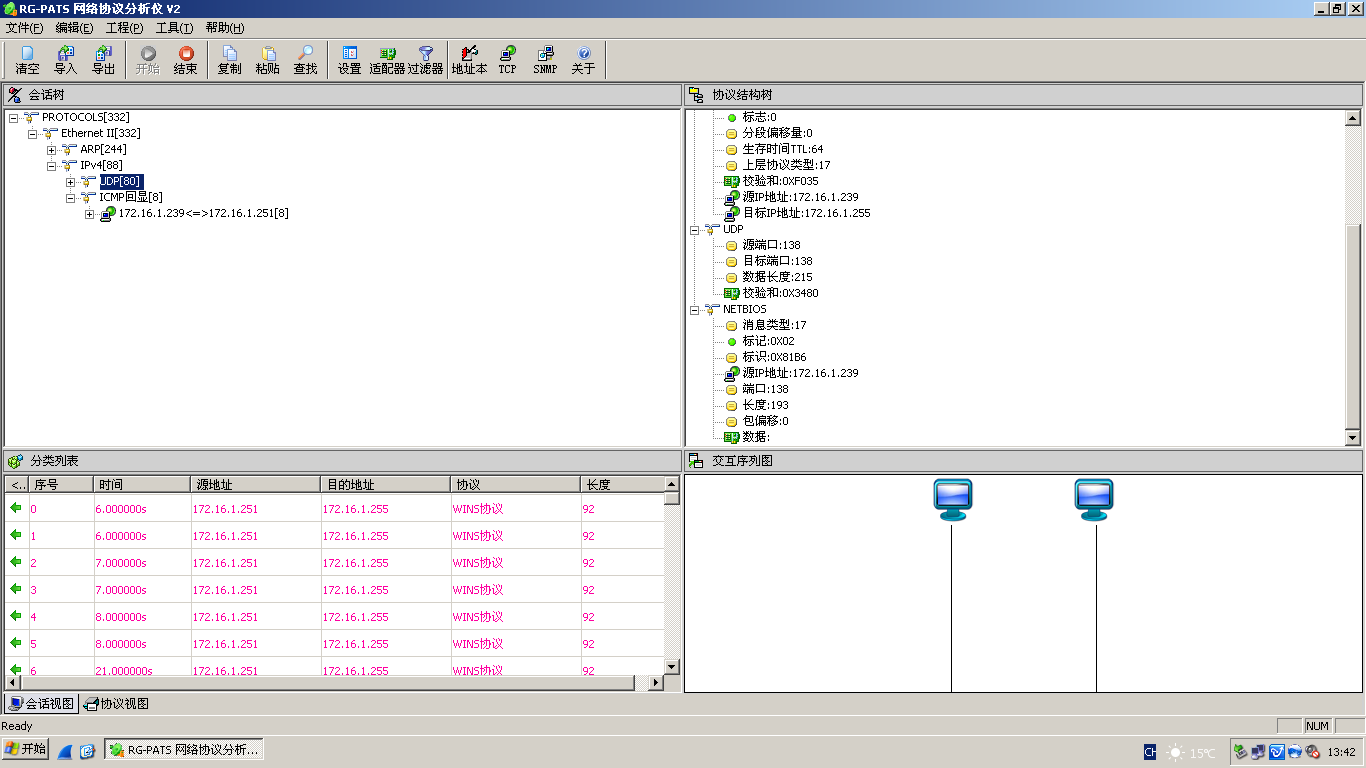 RG-PATS 网络协议分析仪 V2
文件(F) 编辑(E) 工程(P) 工具(T) 帮助(H)
清空 导入 导出 开始 结束 复制 粘贴 查找 设置 适配器 过滤器 地址本 TCP SNMP 关于
会话树
PROTOCOLS[332]
Ethernet II[332]
ARP[244]
IPv4[88]
UDP[80]
ICMP回显[8]
172.16.1.239<=>172.16.1.251[8]
协议结构树
标志:0
分段偏移量:0
生存时间TTL:64
上层协议类型:17
校验和:0XF035
源IP地址:172.16.1.239
目标IP地址:172.16.1.255
UDP
源端口:138
目标端口:138
数据长度:215
校验和:0X3480
NETBIOS
消息类型:17
标记:0X02
标识:0X81B6
源IP地址:172.16.1.239
端口:138
长度:193
包偏移:0
数据:
分类列表
<.. 序号 时间 源地址 目的地址 协议 长度
0 6.000000s 172.16.1.251 172.16.1.255 WINS协议 92
1 6.000000s 172.16.1.251 172.16.1.255 WINS协议 92
2 7.000000s 172.16.1.251 172.16.1.255 WINS协议 92
3 7.000000s 172.16.1.251 172.16.1.255 WINS协议 92
4 8.000000s 172.16.1.251 172.16.1.255 WINS协议 92
5 8.000000s 172.16.1.251 172.16.1.255 WINS协议 92
6 21.000000s 172.16.1.251 172.16.1.255 WINS协议 92
交互序列图
会话视图 协议视图
Ready NUM
开始 RG-PATS 网络协议分析... CH 15℃ 13:42